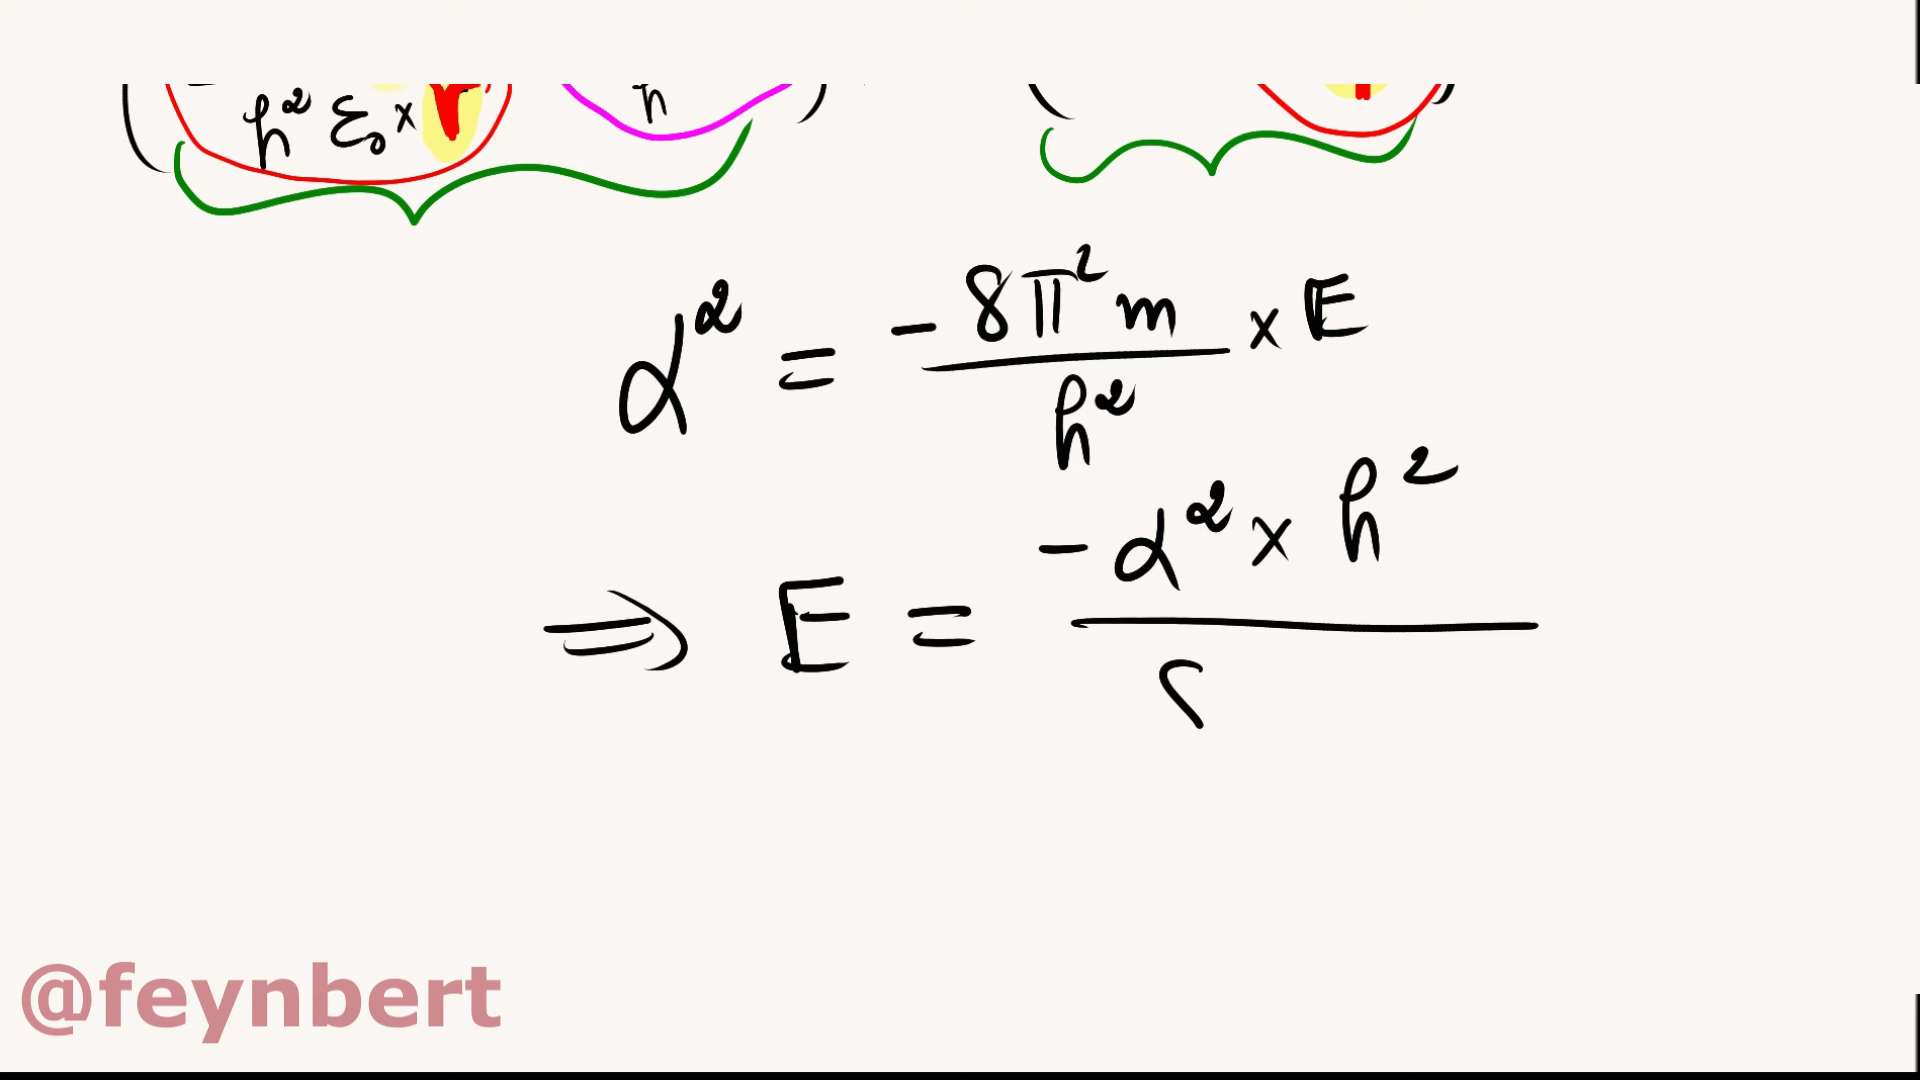 h² ε₀ × r h
α² = -8π²m / h² × E
⇒ E = -α² × h² /
@feynbert